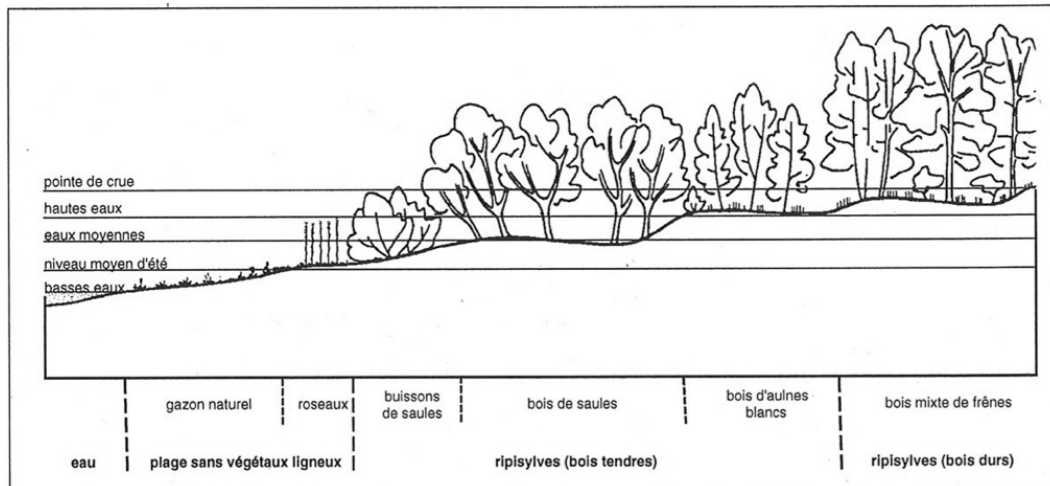 pointe de crue
hautes eaux
eaux moyennes
niveau moyen d'été
basses eaux
gazon naturel
roseaux
buissons
de saules
bois de saules
bois d'aulnes
blancs
bois mixte de frênes
eau
plage sans végétaux ligneux
ripisylves (bois tendres)
ripisylves (bois durs)